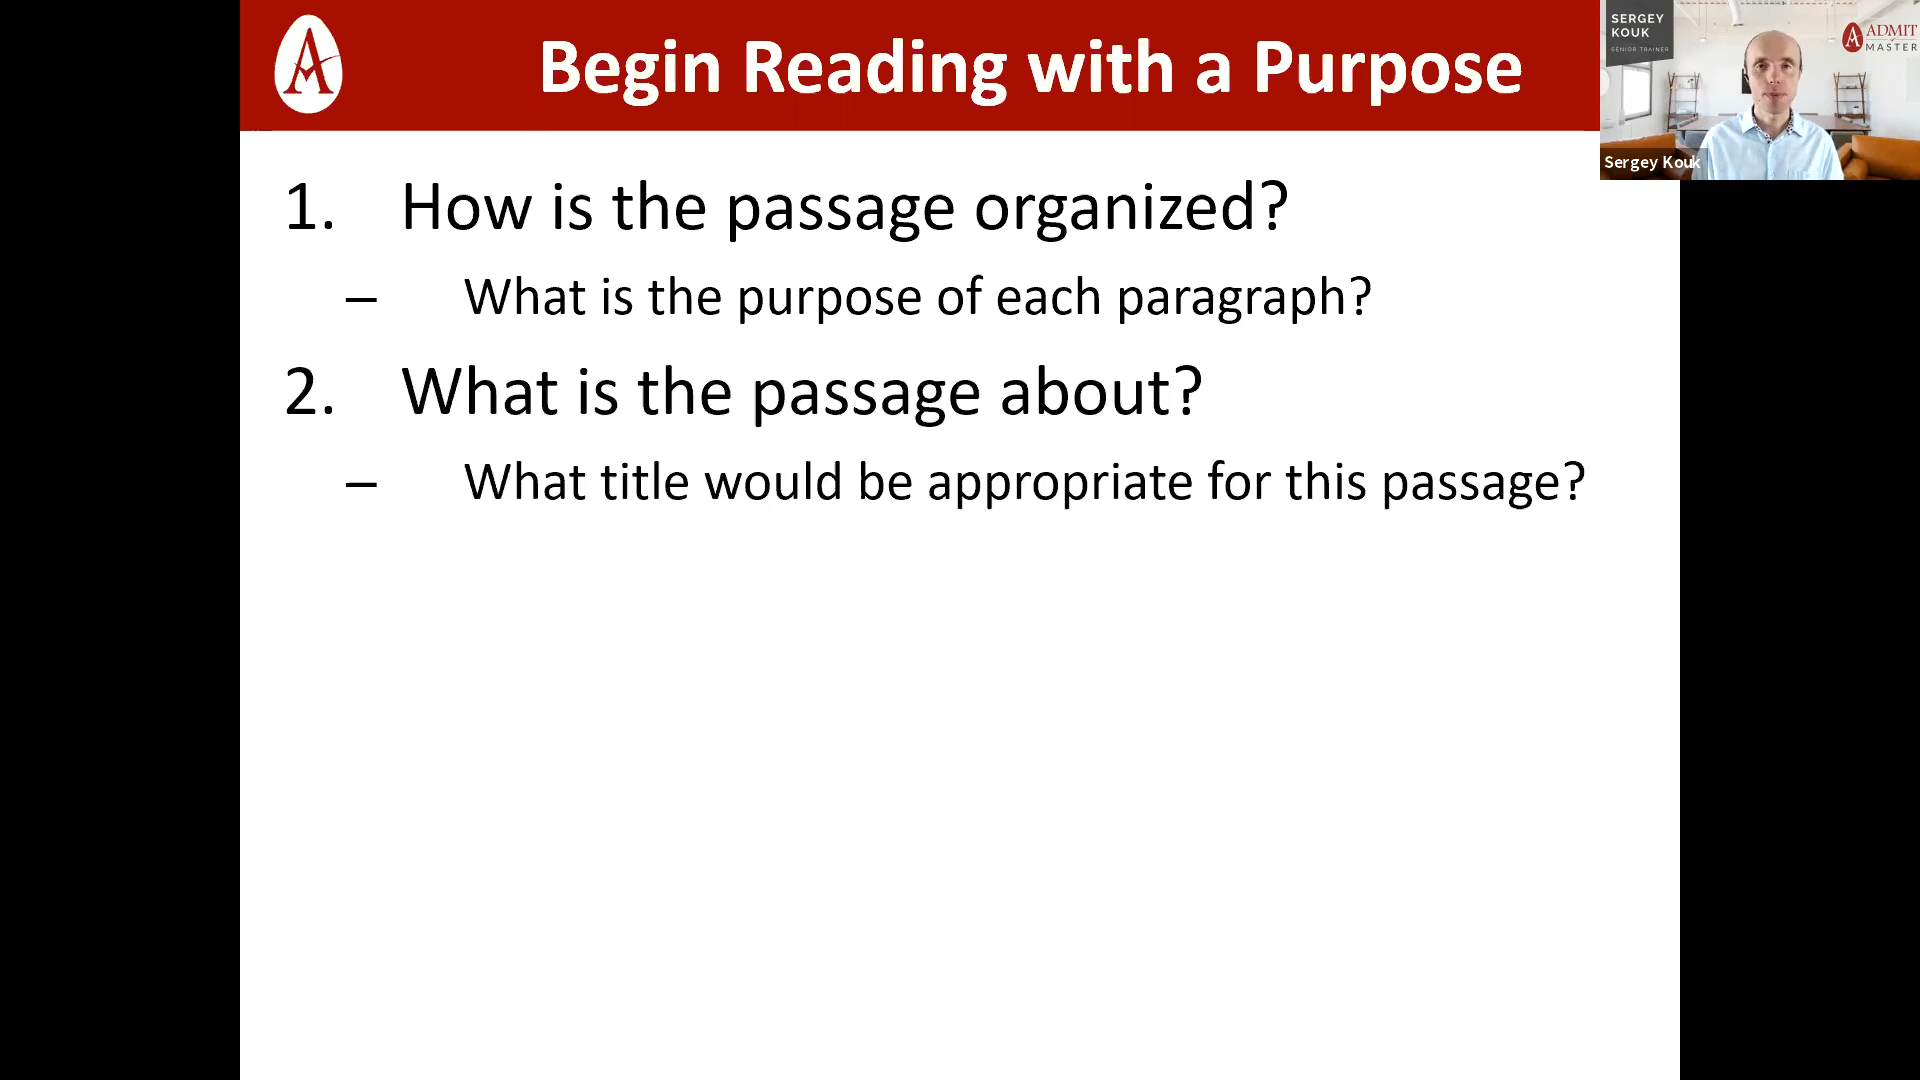 Begin Reading with a Purpose
SERGEY
KOUK
SENIOR TRAINER
ADMIT
MASTER
Sergey Kouk
1. How is the passage organized?
– What is the purpose of each paragraph?
2. What is the passage about?
– What title would be appropriate for this passage?